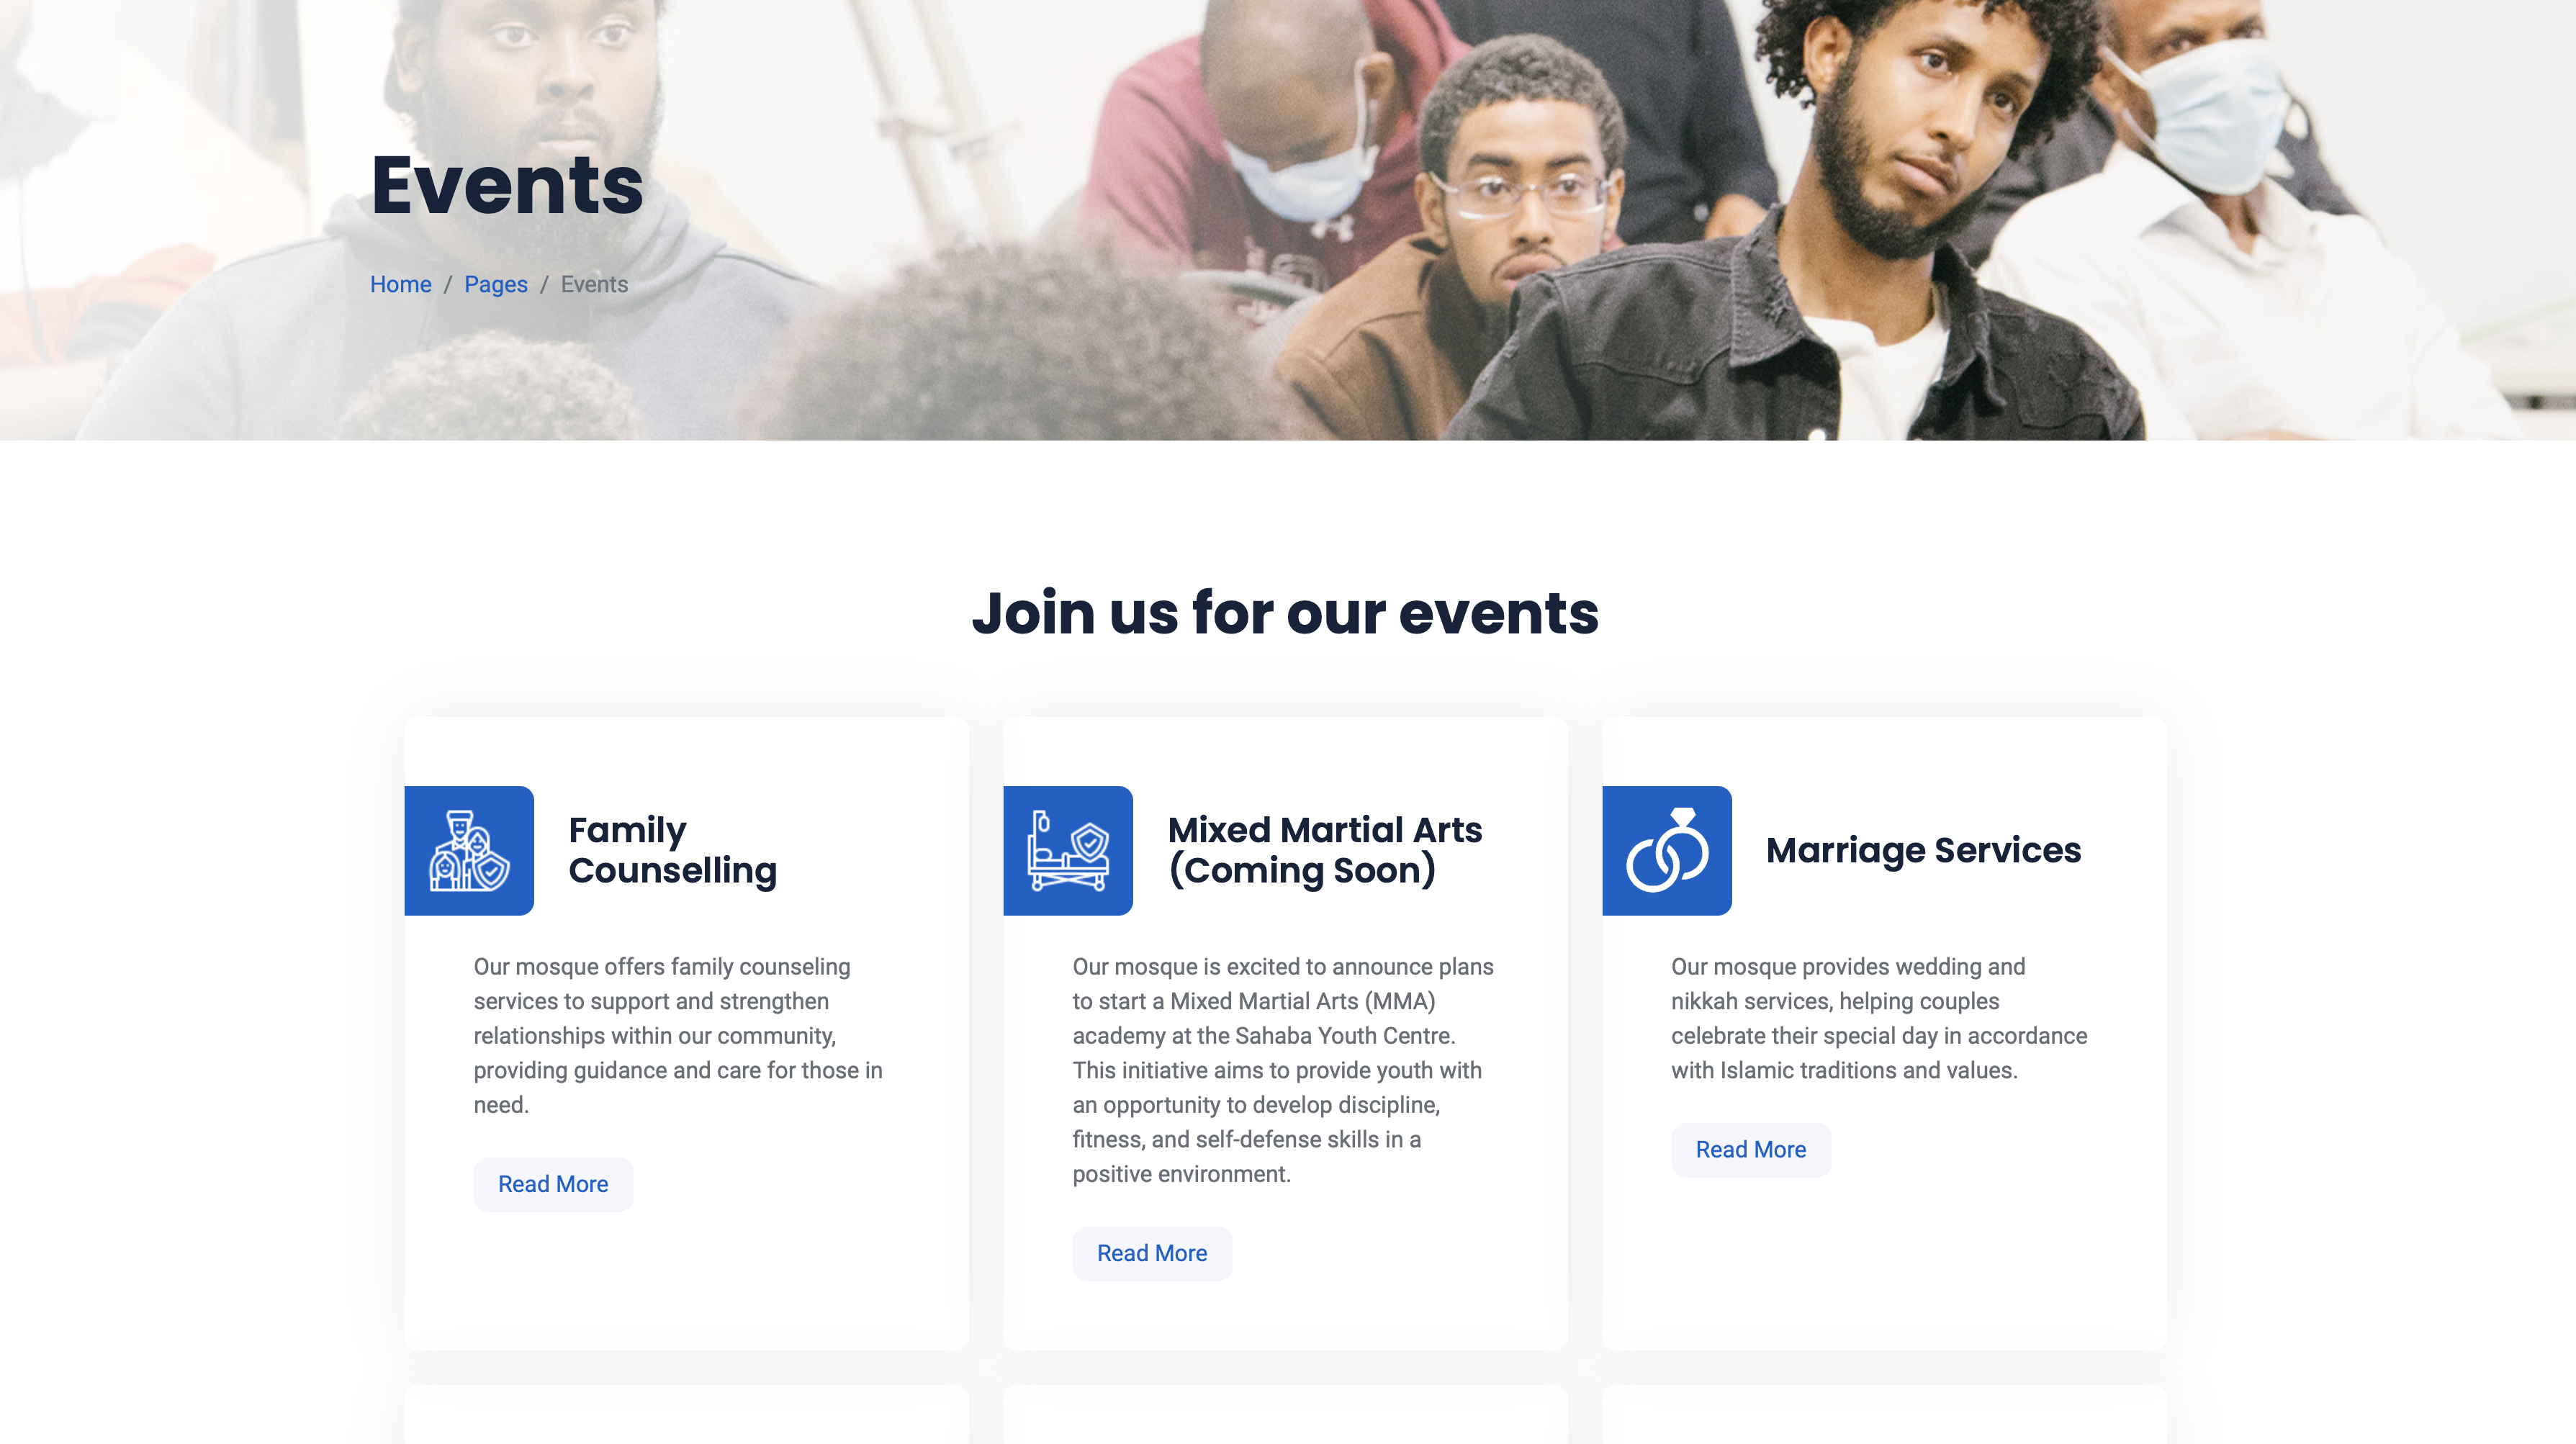 Events
Home / Pages / Events
Join us for our events
Family
Counselling
Our mosque offers family counseling
services to support and strengthen
relationships within our community,
providing guidance and care for those in
need.
Read More
Mixed Martial Arts
(Coming Soon)
Our mosque is excited to announce plans
to start a Mixed Martial Arts (MMA)
academy at the Sahaba Youth Centre.
This initiative aims to provide youth with
an opportunity to develop discipline,
fitness, and self-defense skills in a
positive environment.
Read More
Marriage Services
Our mosque provides wedding and
nikkah services, helping couples
celebrate their special day in accordance
with Islamic traditions and values.
Read More